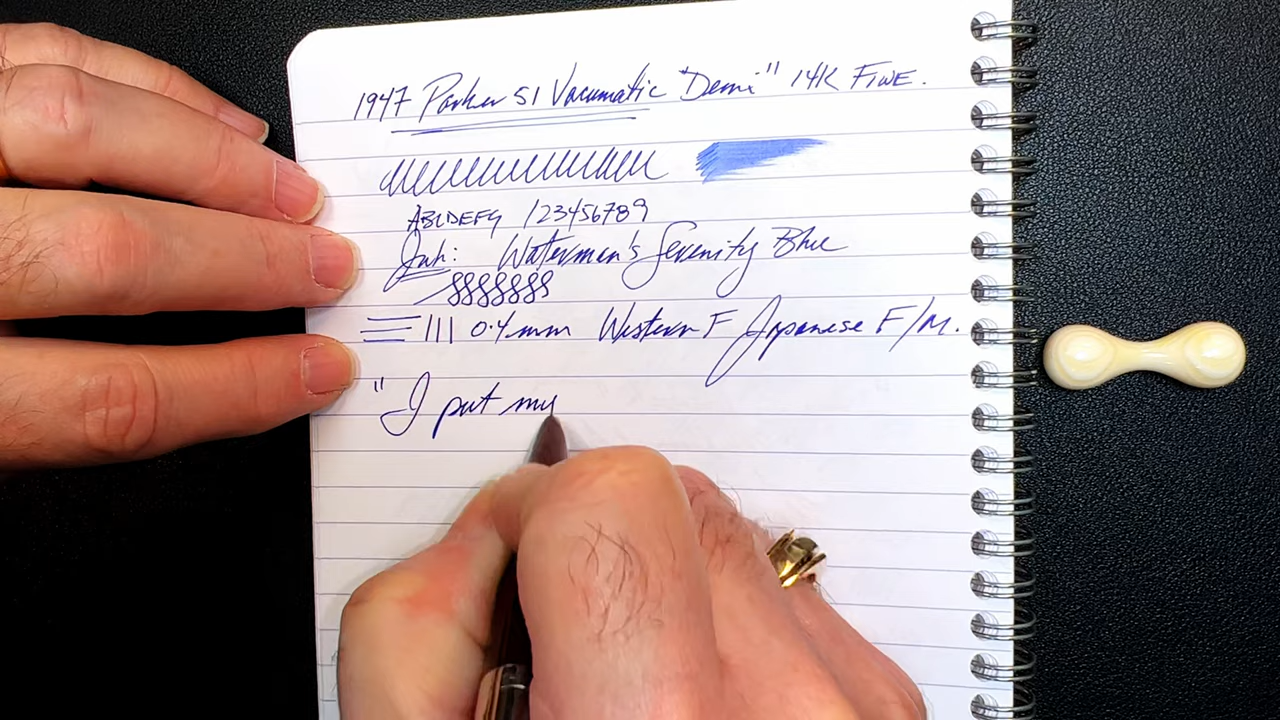 1947 Parker 51 Vacumatic "Demi" 14K FINE.
ABCDEFG 123456789
Ink: Waterman's Serenity Blue
0.4mm Western F Japanese F/M.
"I put my